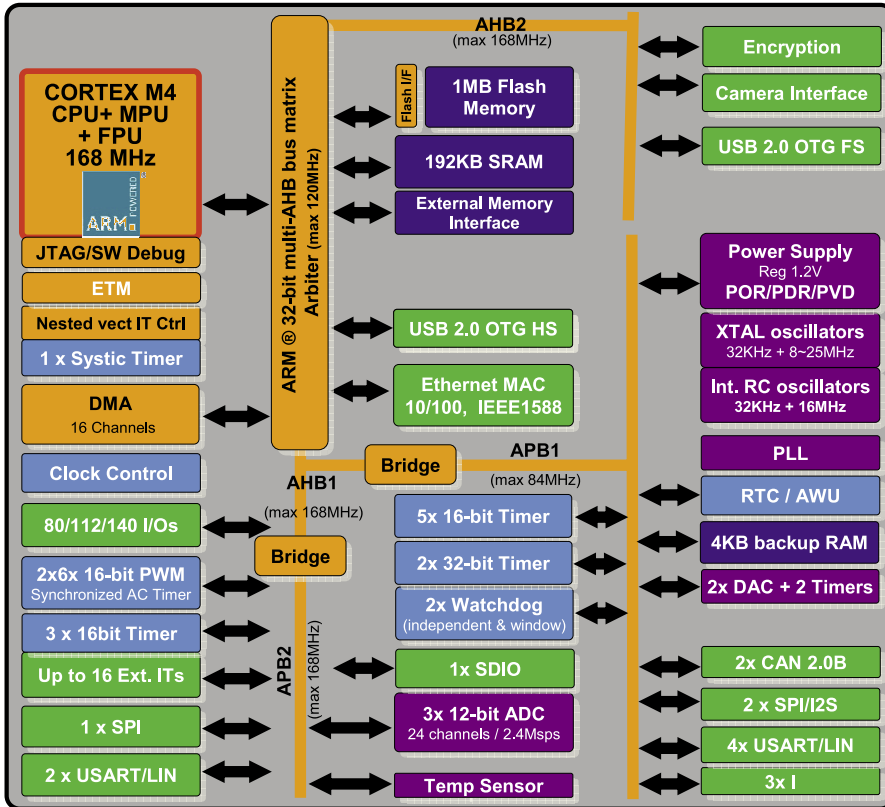 AHB2
(max 168MHz)
CORTEX M4
CPU+ MPU
+ FPU
168 MHz
ARM
POWERED
JTAG/SW Debug
ETM
Nested vect IT Ctrl
1 x Systic Timer
DMA
16 Channels
Clock Control
80/112/140 I/Os
2x6x 16-bit PWM
Synchronized AC Timer
3 x 16bit Timer
Up to 16 Ext. ITs
1 x SPI
2 x USART/LIN
ARM ® 32-bit multi-AHB bus matrix
Arbiter (max 120MHz)
Flash I/F
1MB Flash
Memory
192KB SRAM
External Memory
Interface
USB 2.0 OTG HS
Ethernet MAC
10/100, IEEE1588
Bridge
APB1
(max 84MHz)
AHB1
(max 168MHz)
Bridge
APB2
(max 168MHz)
5x 16-bit Timer
2x 32-bit Timer
2x Watchdog
(independent & window)
1x SDIO
3x 12-bit ADC
24 channels / 2.4Msps
Temp Sensor
Encryption
Camera Interface
USB 2.0 OTG FS
Power Supply
Reg 1.2V
POR/PDR/PVD
XTAL oscillators
32KHz + 8~25MHz
Int. RC oscillators
32KHz + 16MHz
PLL
RTC / AWU
4KB backup RAM
2x DAC + 2 Timers
2x CAN 2.0B
2 x SPI/I2S
4x USART/LIN
3x I